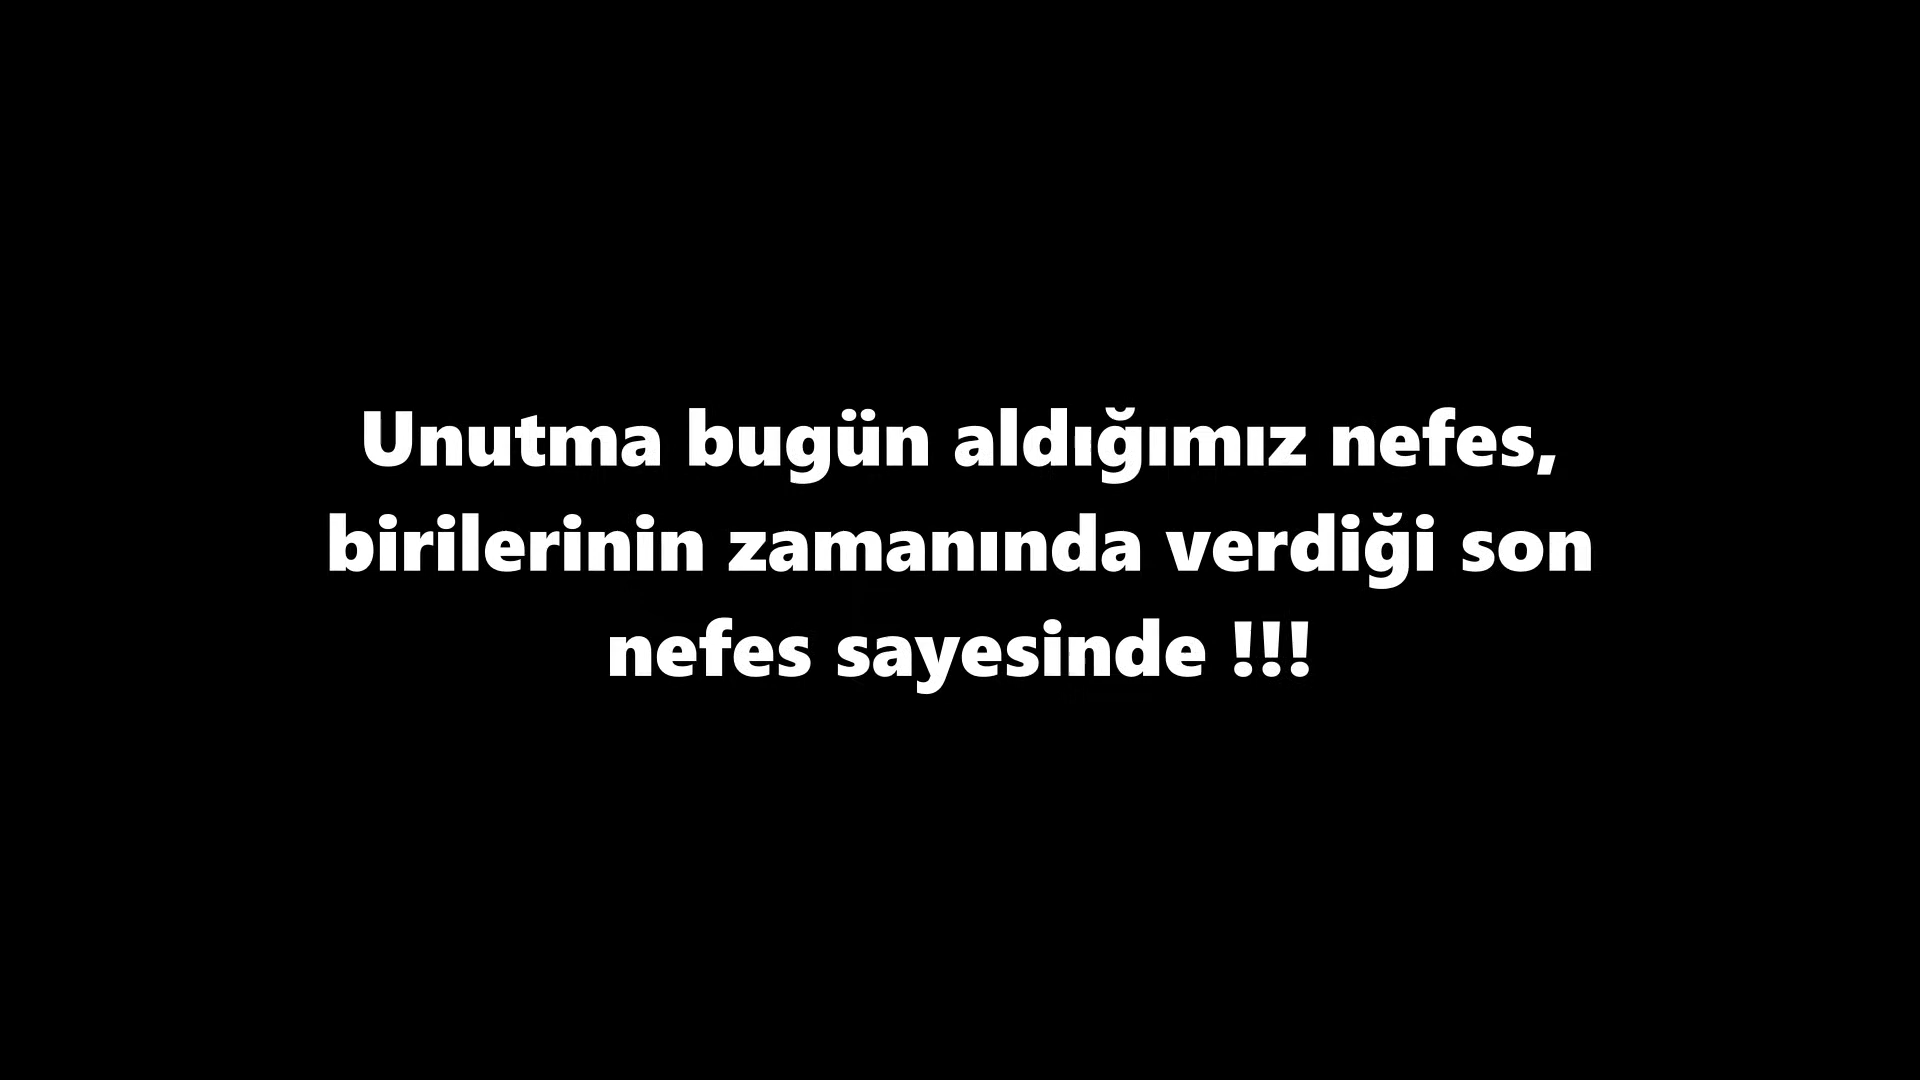 Unutma bugün aldığımız nefes,
birilerinin zamanında verdiği son
nefes sayesinde !!!